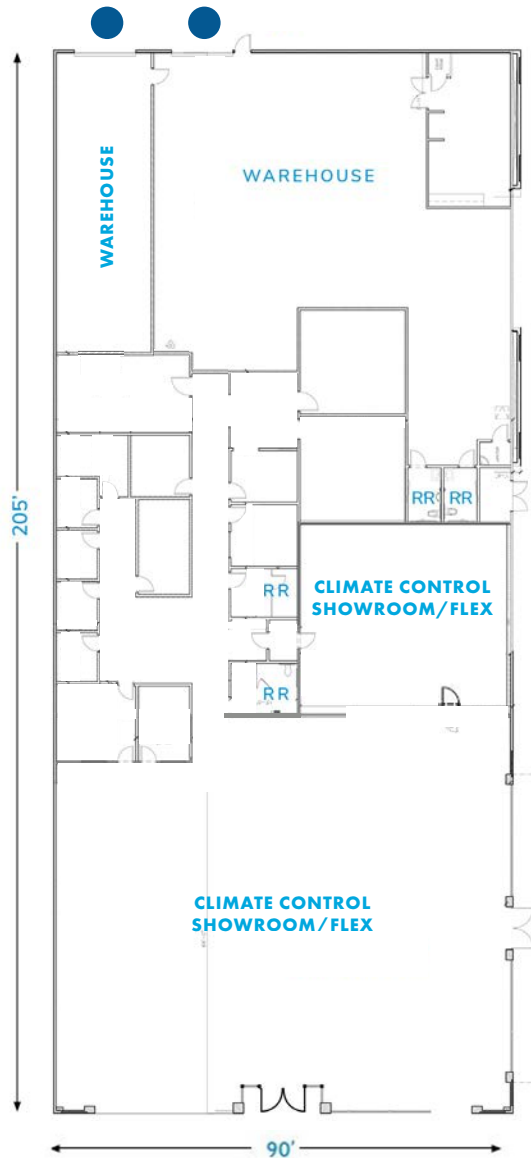 WAREHOUSE
WAREHOUSE
205'
RR
RR
CLIMATE CONTROL
SHOWROOM/FLEX
RR
RR
CLIMATE CONTROL
SHOWROOM/FLEX
90'